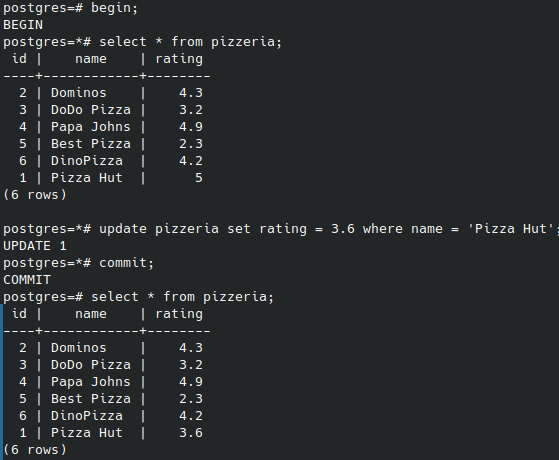 postgres=# begin;
BEGIN
postgres=*# select * from pizzeria;
 id |    name    | rating
----+------------+--------
  2 | Dominos    |    4.3
  3 | DoDo Pizza |    3.2
  4 | Papa Johns |    4.9
  5 | Best Pizza |    2.3
  6 | DinoPizza  |    4.2
  1 | Pizza Hut  |      5
(6 rows)

postgres=*# update pizzeria set rating = 3.6 where name = 'Pizza Hut';
UPDATE 1
postgres=*# commit;
COMMIT
postgres=# select * from pizzeria;
 id |    name    | rating
----+------------+--------
  2 | Dominos    |    4.3
  3 | DoDo Pizza |    3.2
  4 | Papa Johns |    4.9
  5 | Best Pizza |    2.3
  6 | DinoPizza  |    4.2
  1 | Pizza Hut  |    3.6
(6 rows)